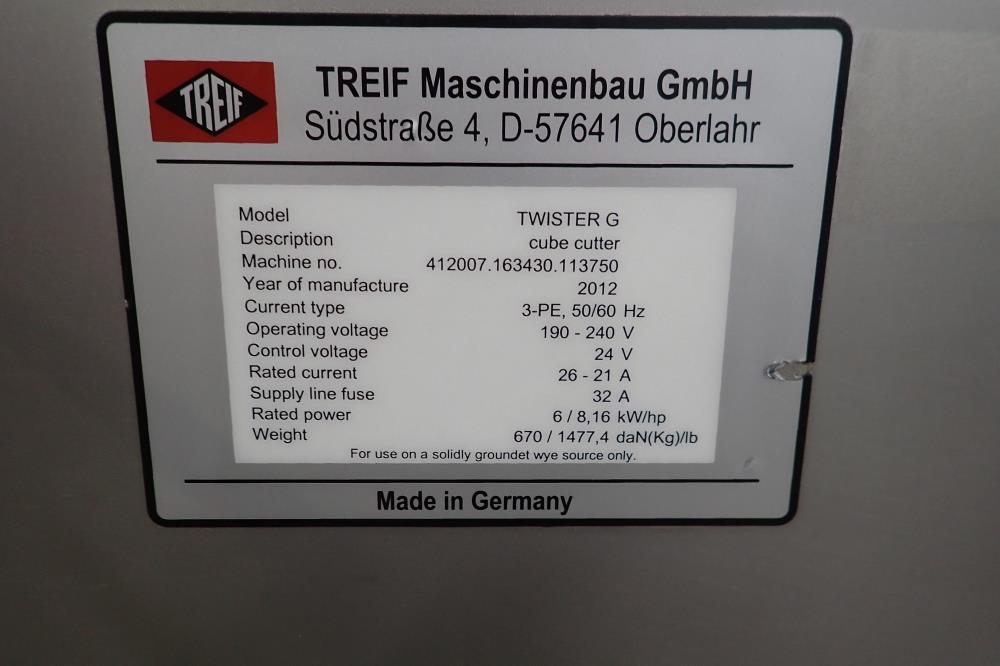 TREIF
TREIF Maschinenbau GmbH
Südstraße 4, D-57641 Oberlahr
Model TWISTER G
Description cube cutter
Machine no. 412007.163430.113750
Year of manufacture 2012
Current type 3-PE, 50/60 Hz
Operating voltage 190 - 240 V
Control voltage 24 V
Rated current 26 - 21 A
Supply line fuse 32 A
Rated power 6 / 8,16 kW/hp
Weight 670 / 1477,4 daN(Kg)/lb
For use on a solidly groundet wye source only.
Made in Germany